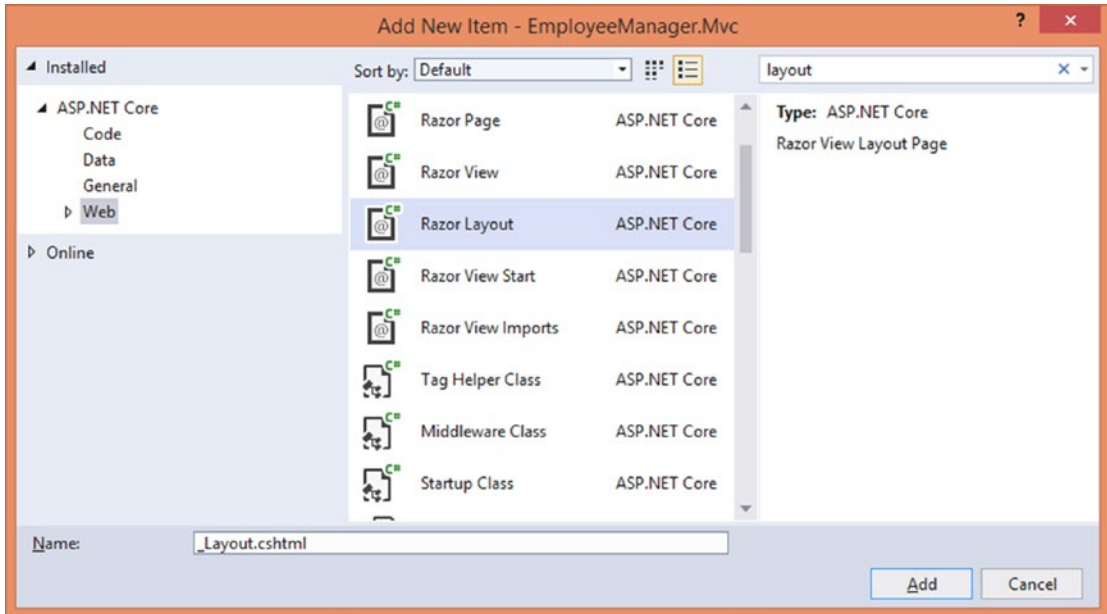 Add New Item - EmployeeManager.Mvc
? ×
Installed
Sort by: Default
layout
ASP.NET Core
Code
Data
General
Web
Online
C# @ Razor Page ASP.NET Core
C# @ Razor View ASP.NET Core
C# @ Razor Layout ASP.NET Core
C# @ Razor View Start ASP.NET Core
C# @ Razor View Imports ASP.NET Core
C# Tag Helper Class ASP.NET Core
C# Middleware Class ASP.NET Core
C# Startup Class ASP.NET Core
Type: ASP.NET Core
Razor View Layout Page
Name: _Layout.cshtml
Add Cancel